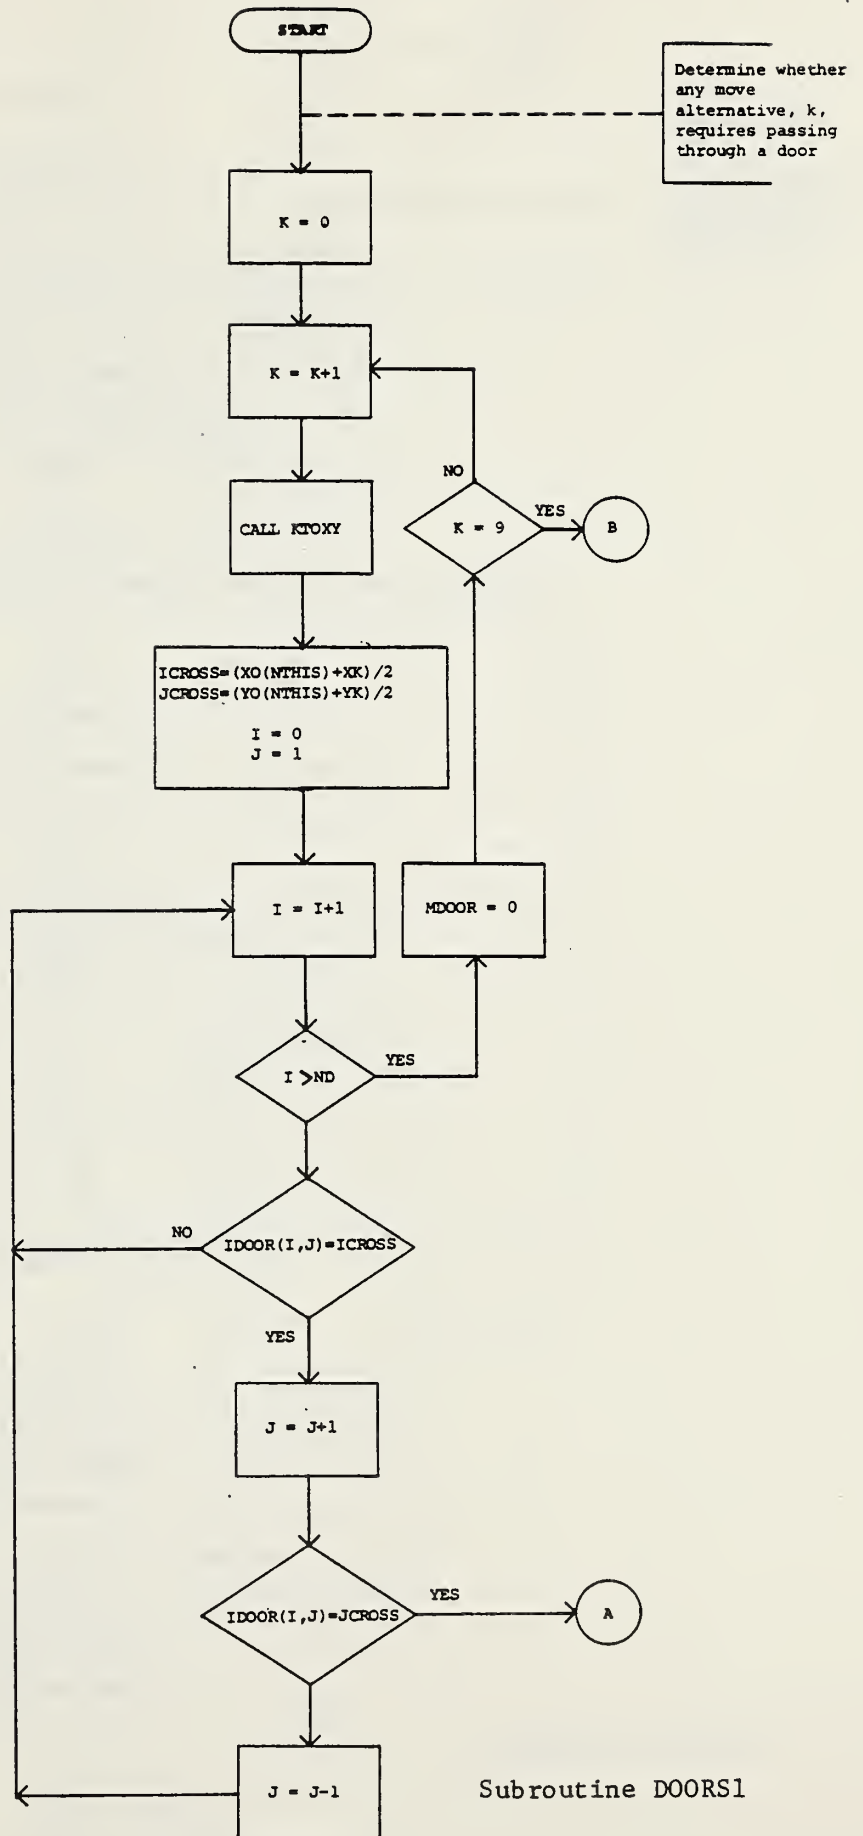 START
Determine whether
any move
alternative, k,
requires passing
through a door
K = 0
K = K+1
CALL KTOXY
NO
K = 9
YES
B
ICROSS=(XO(NTHIS)+XK)/2
JCROSS=(YO(NTHIS)+YK)/2
I = 0
J = 1
I = I+1
MDOOR = 0
I >ND
YES
IDOOR(I,J)=ICROSS
NO
YES
J = J+1
IDOOR(I,J)=JCROSS
YES
A
J = J-1
Subroutine DOORS1